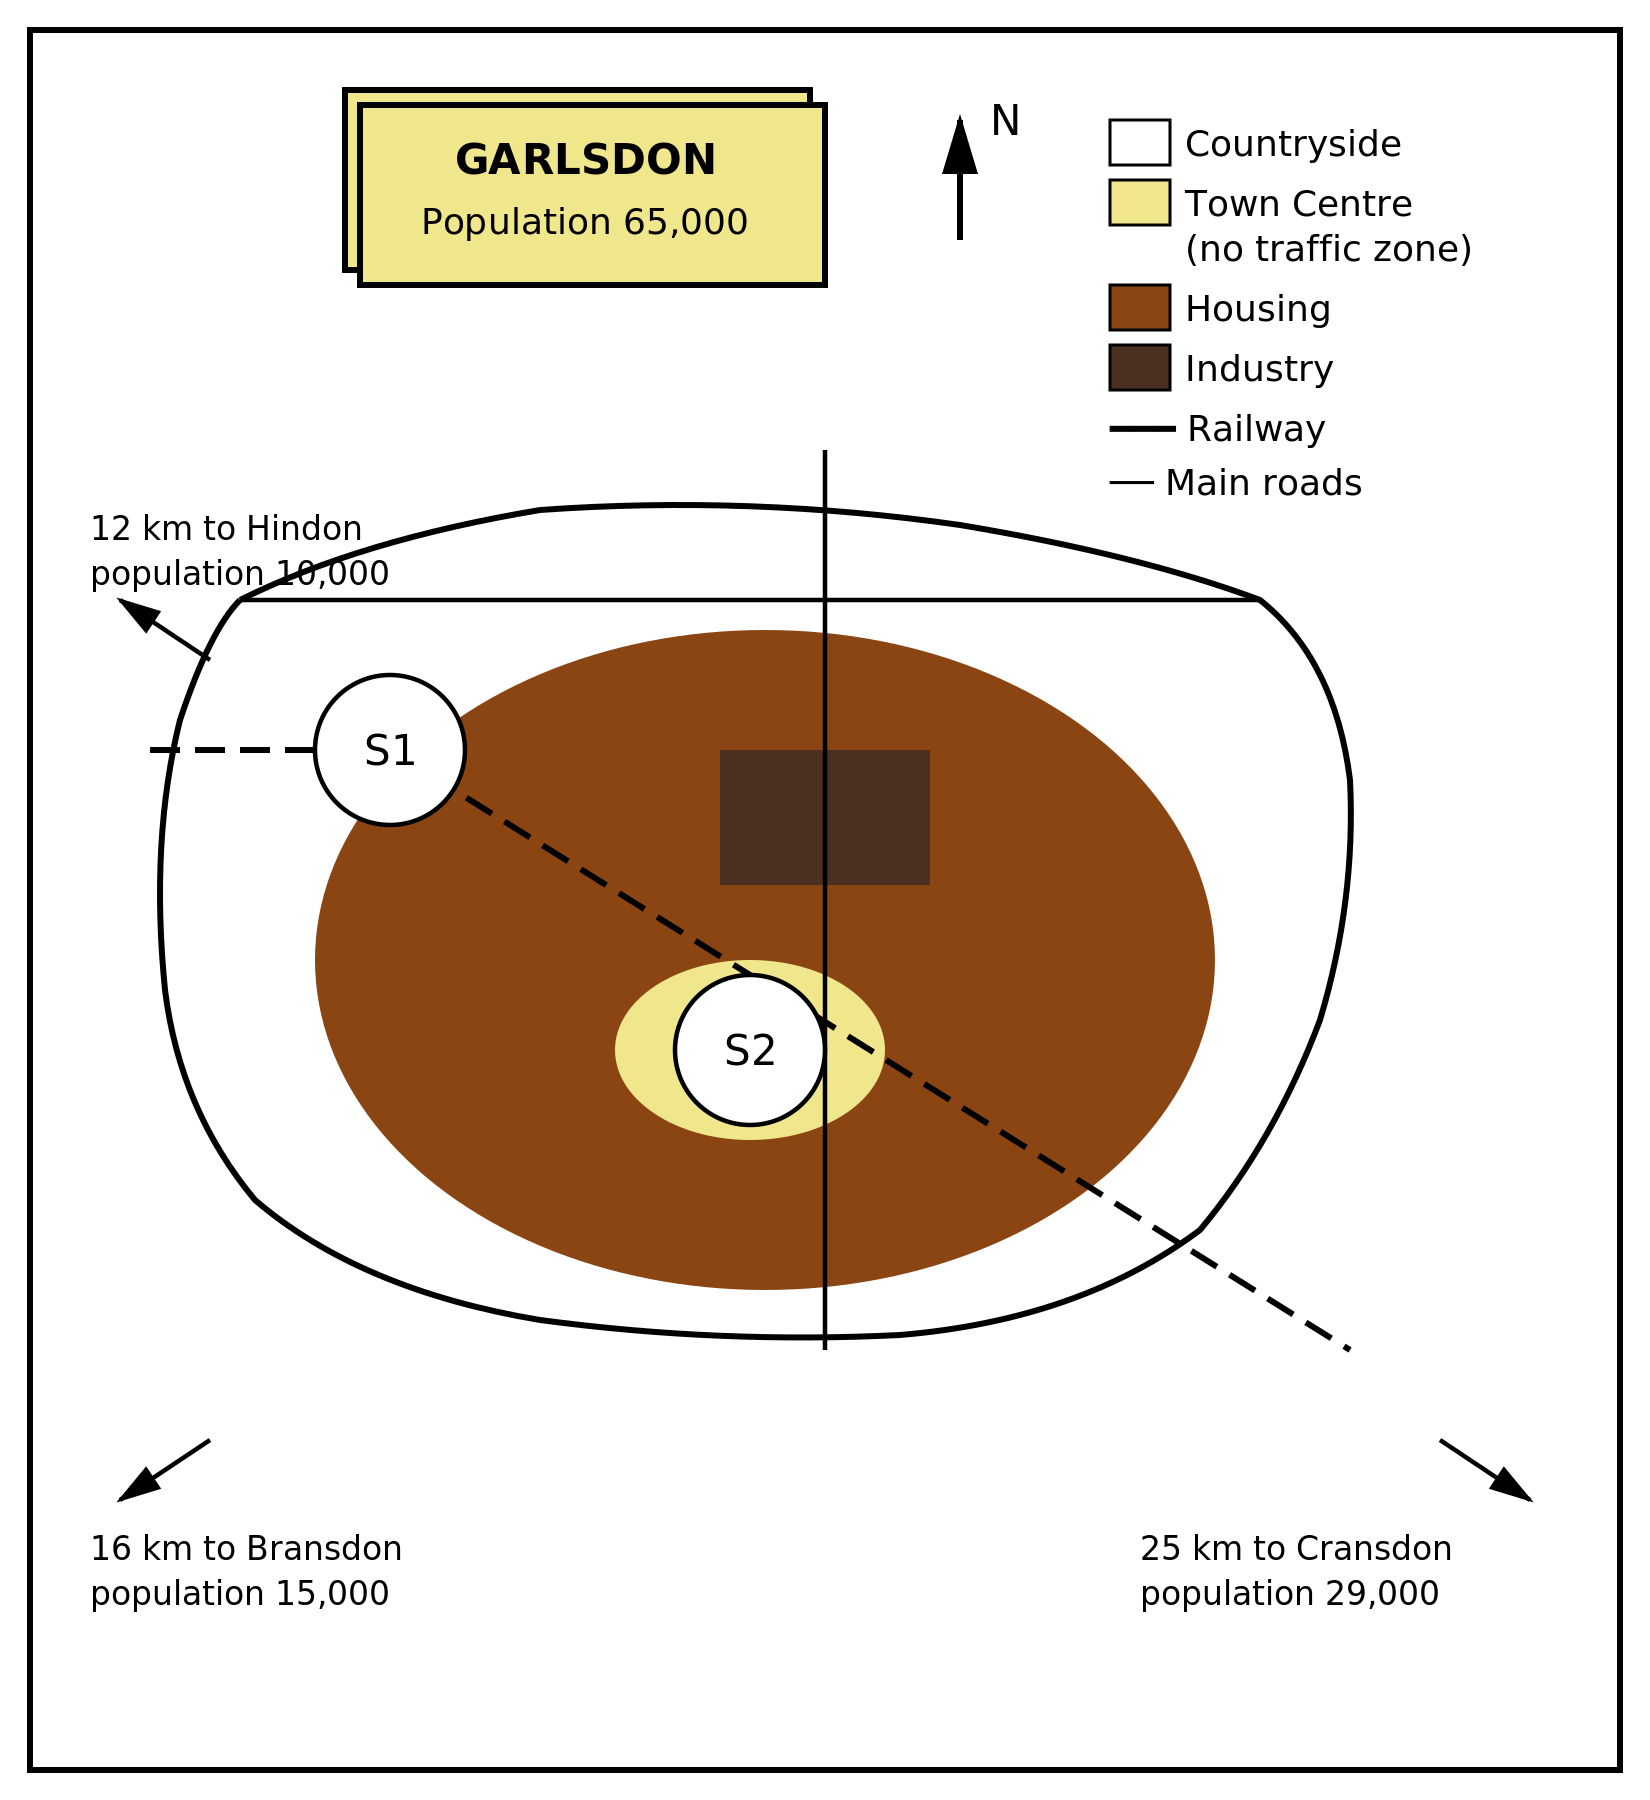 GARLSDON
Population 65,000
N
Countryside
Town Centre
(no traffic zone)
Housing
Industry
Railway
Main roads
12 km to Hindon
population 10,000
S1
S2
16 km to Bransdon
population 15,000
25 km to Cransdon
population 29,000